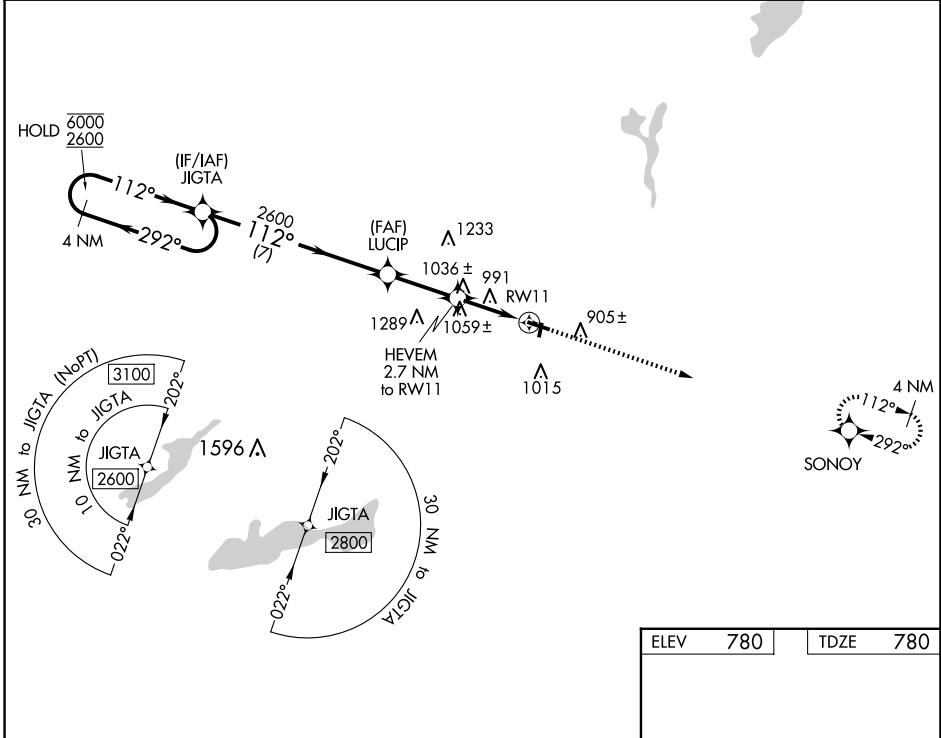 HOLD 6000
2600
(IF/IAF)
JIGTA
112°
292°
4 NM
2600
112°
(7)
(FAF)
LUCIP
1233
1036 ±
991
RW11
1289
1059 ±
905 ±
HEVEM
2.7 NM
to RW11
1015
4 NM
112°
292°
SONOY
30 NM to JIGTA (NoPT)
3100
202°
10 NM to JIGTA
JIGTA
2600
022°
1596
202°
JIGTA
2800
022°
30 NM to JIGTA
ELEV 780
TDZE 780